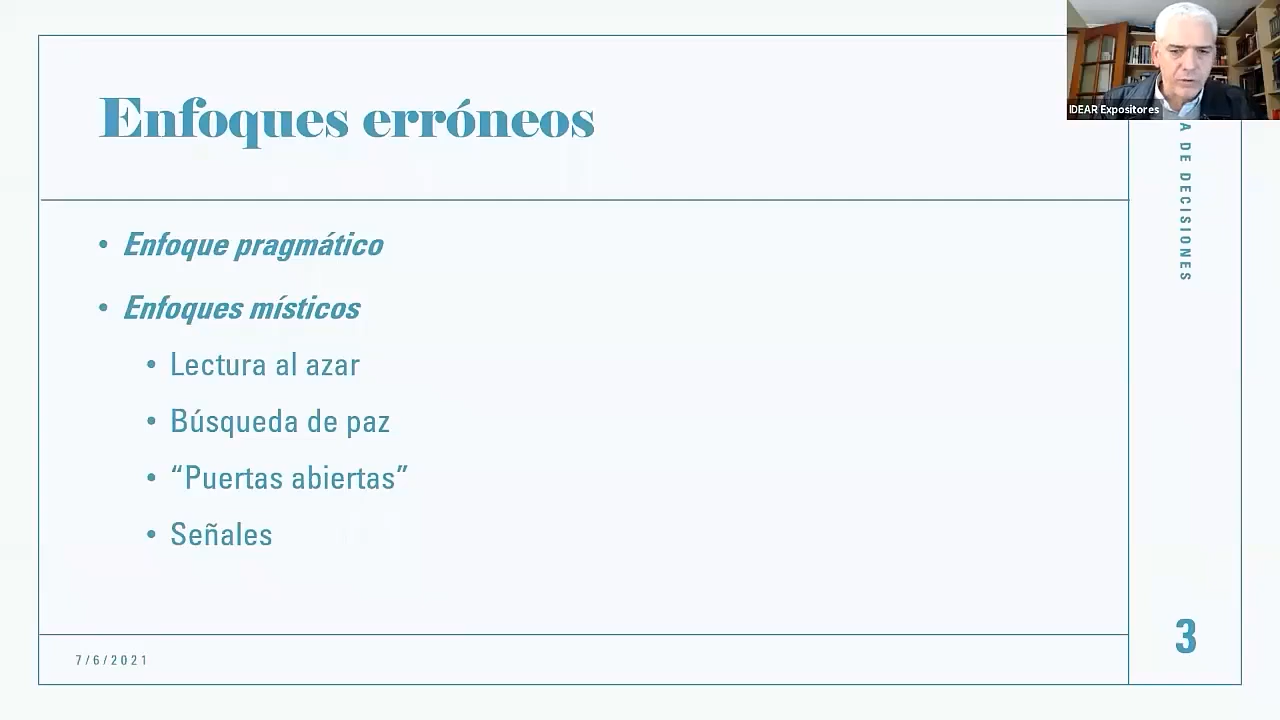 Enfoques erróneos
IDEAR Expositores
A DE DECISIONES
• Enfoque pragmático
• Enfoques místicos
• Lectura al azar
• Búsqueda de paz
• “Puertas abiertas”
• Señales
7/6/2021
3